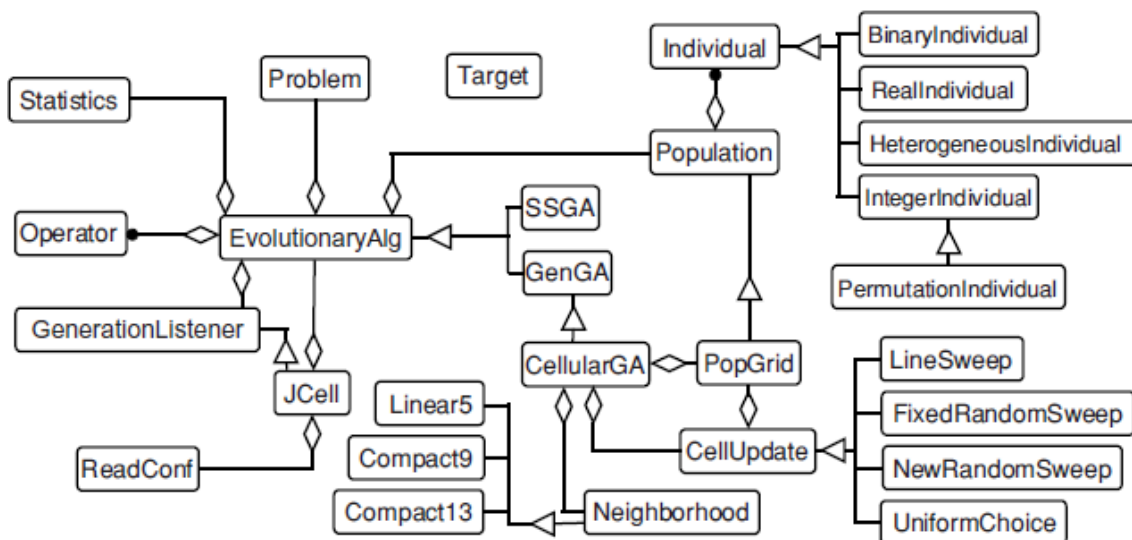 Individual
BinaryIndividual
Problem
Target
Statistics
RealIndividual
Population
HeterogeneousIndividual
IntegerIndividual
SSGA
Operator
EvolutionaryAlg
GenGA
PermutationIndividual
GenerationListener
CellularGA
PopGrid
LineSweep
JCell
Linear5
FixedRandomSweep
ReadConf
Compact9
CellUpdate
NewRandomSweep
Compact13
Neighborhood
UniformChoice